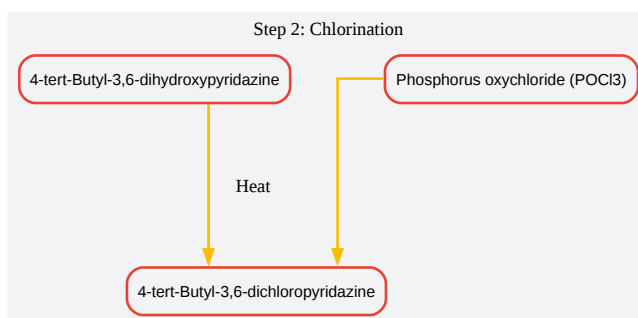 Step 2: Chlorination
4-tert-Butyl-3,6-dihydroxypyridazine
Phosphorus oxychloride (POCl3)
Heat
4-tert-Butyl-3,6-dichloropyridazine